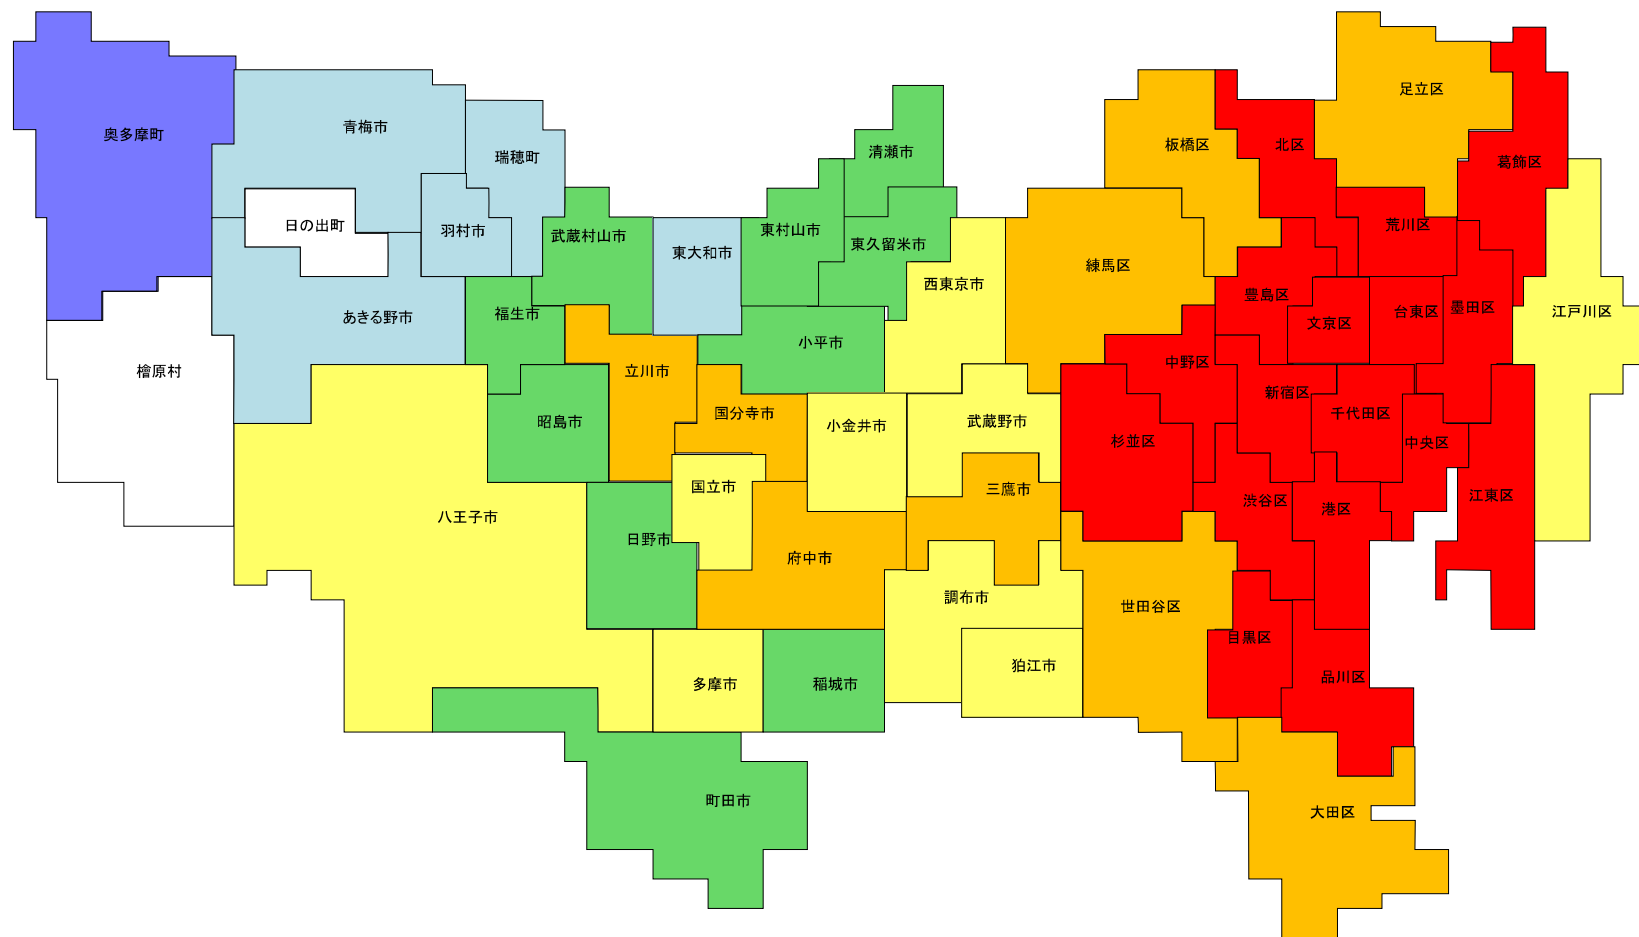 足立区
奥多摩町
青梅市
瑞穂町
清瀬市
板橋区
北区
葛飾区
日の出町
羽村市
武蔵村山市
東村山市
東久留米市
荒川区
東大和市
練馬区
西東京市
豊島区
あきる野市
福生市
文京区
台東区
墨田区
江戸川区
小平市
檜原村
立川市
中野区
新宿区
昭島市
国分寺市
小金井市
武蔵野市
杉並区
千代田区
中央区
八王子市
国立市
三鷹市
渋谷区
港区
江東区
日野市
府中市
調布市
世田谷区
目黒区
多摩市
稲城市
狛江市
品川区
町田市
大田区